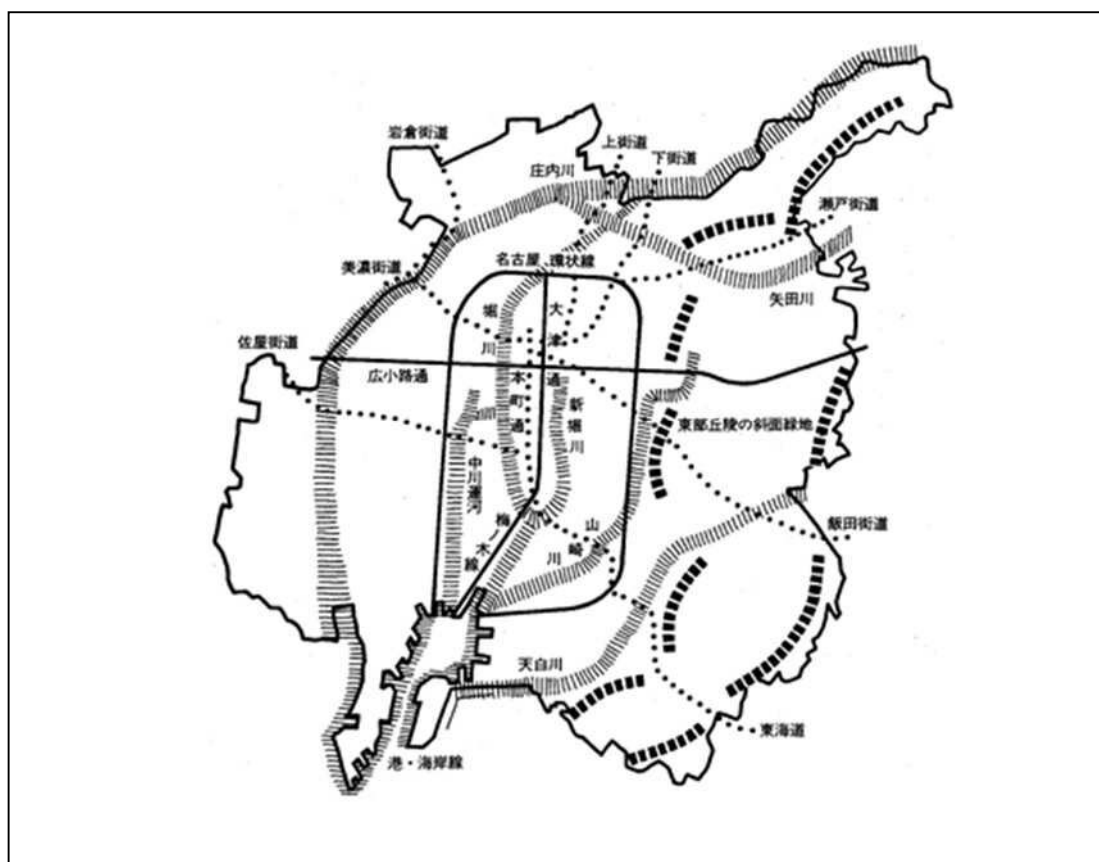 岩倉街道
上街道
下街道
庄内川
瀬戸街道
美濃街道
名古屋環状線
矢田川
堀川
大津通
佐屋街道
広小路通
本町通
新堀川
東部丘陵の斜面緑地
中川運河
飯田街道
梅ノ木線
山崎川
天白川
東海道
港・海岸線